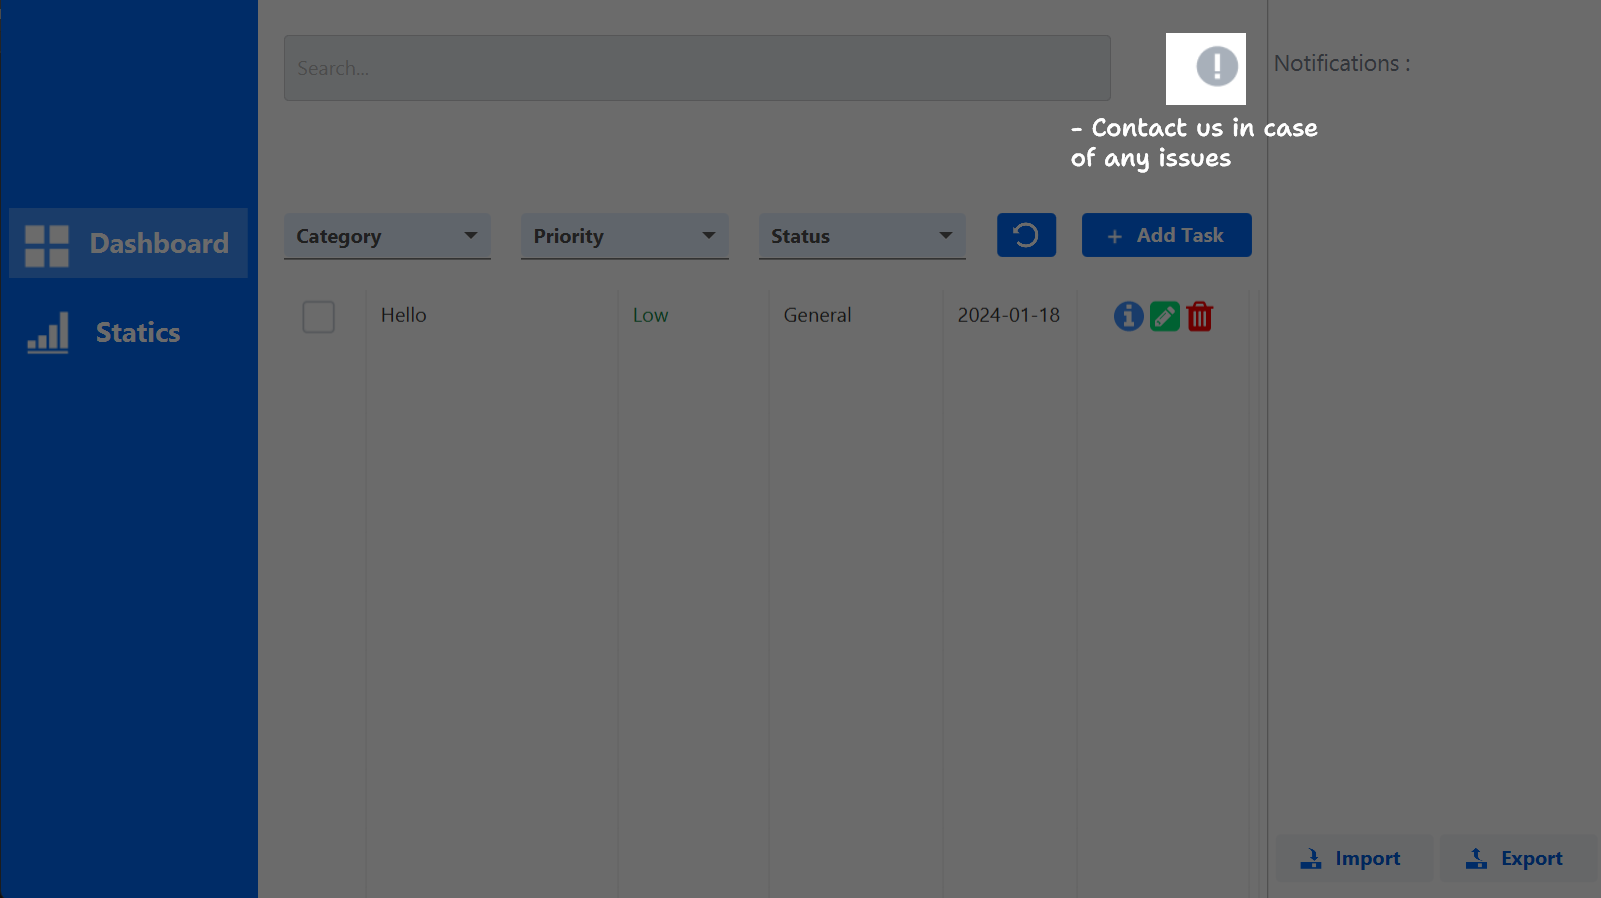 Search...
Notifications :
- Contact us in case
of any issues
Dashboard
Statics
Category
Priority
Status
+ Add Task
Hello
Low
General
2024-01-18
Import
Export